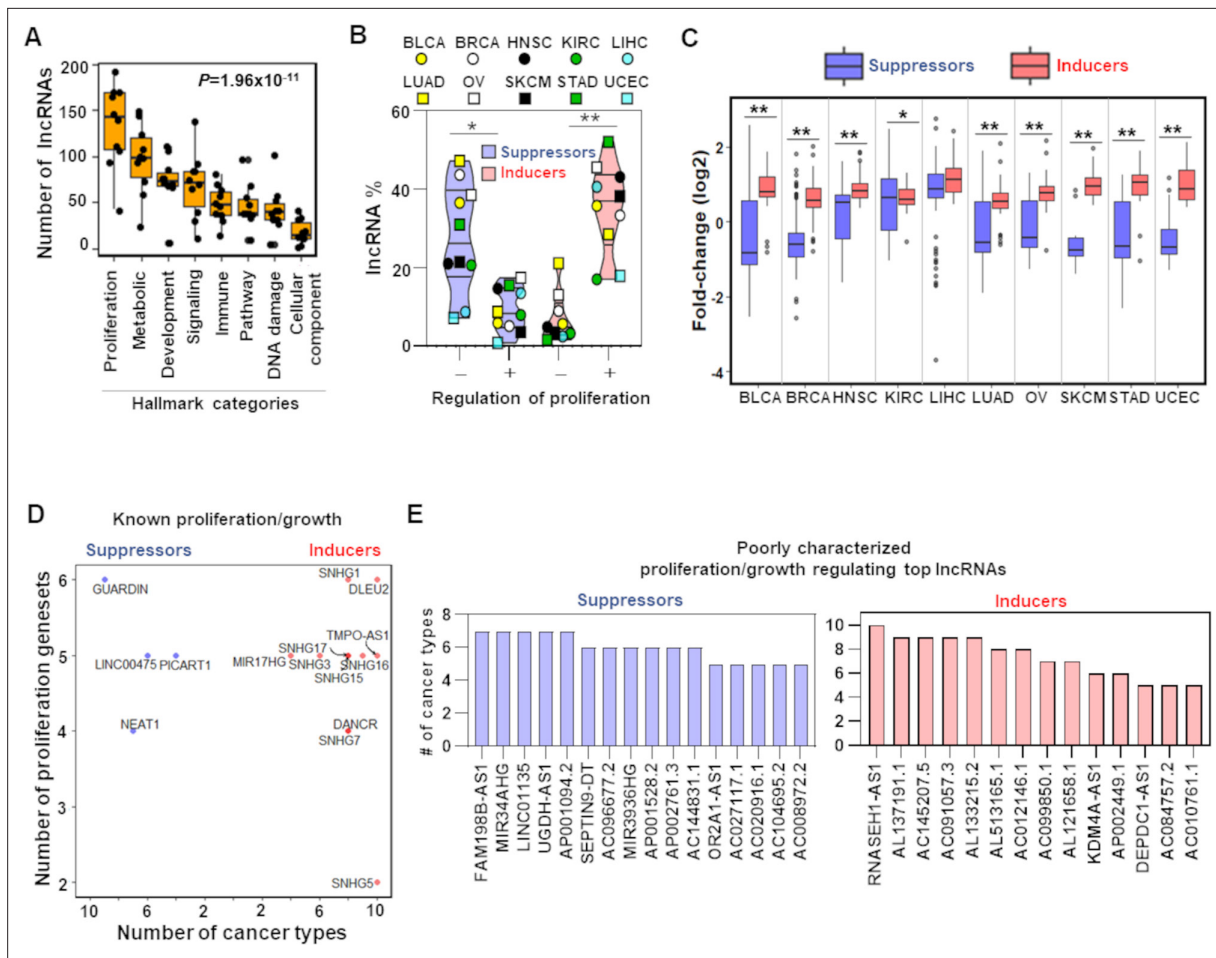 A
Number of lncRNAs
P=1.96x10⁻¹¹
200
150
100
50
0
Proliferation
Metabolic
Development
Signaling
Immune
Pathway
DNA damage
Cellular
component
Hallmark categories
B
BLCA BRCA HNSC KIRC LIHC
LUAD OV SKCM STAD UCEC
lncRNA %
60
40
20
0
* **
Suppressors
Inducers
– + – +
Regulation of proliferation
C
Suppressors Inducers
Fold-change (log2)
2
0
-2
-4
** ** ** * ** ** ** ** **
BLCA BRCA HNSC KIRC LIHC LUAD OV SKCM STAD UCEC
D
Known proliferation/growth
Suppressors Inducers
Number of proliferation genesets
6
5
4
3
2
SNHG1
GUARDIN DLEU2
TMPO-AS1
SNHG17
LINC00475 PICART1 MIR17HG SNHG3 SNHG16
SNHG15
NEAT1 DANCR
SNHG7
SNHG5
10 6 2 2 6 10
Number of cancer types
E
Poorly characterized
proliferation/growth regulating top lncRNAs
Suppressors
# of cancer types
8
6
4
2
0
FAM198B-AS1
MIR34AHG
LINC01135
UGDH-AS1
AP001094.2
SEPTIN9-DT
AC096677.2
MIR3936HG
AP001528.2
AP002761.3
AC144831.1
OR2A1-AS1
AC027117.1
AC020916.1
AC104695.2
AC008972.2
Inducers
10
8
6
4
2
0
RNASEH1-AS1
AL137191.1
AC145207.5
AC091057.3
AL133215.2
AL513165.1
AC012146.1
AC099850.1
AL121658.1
KDM4A-AS1
AP002449.1
DEPDC1-AS1
AC084757.2
AC010761.1